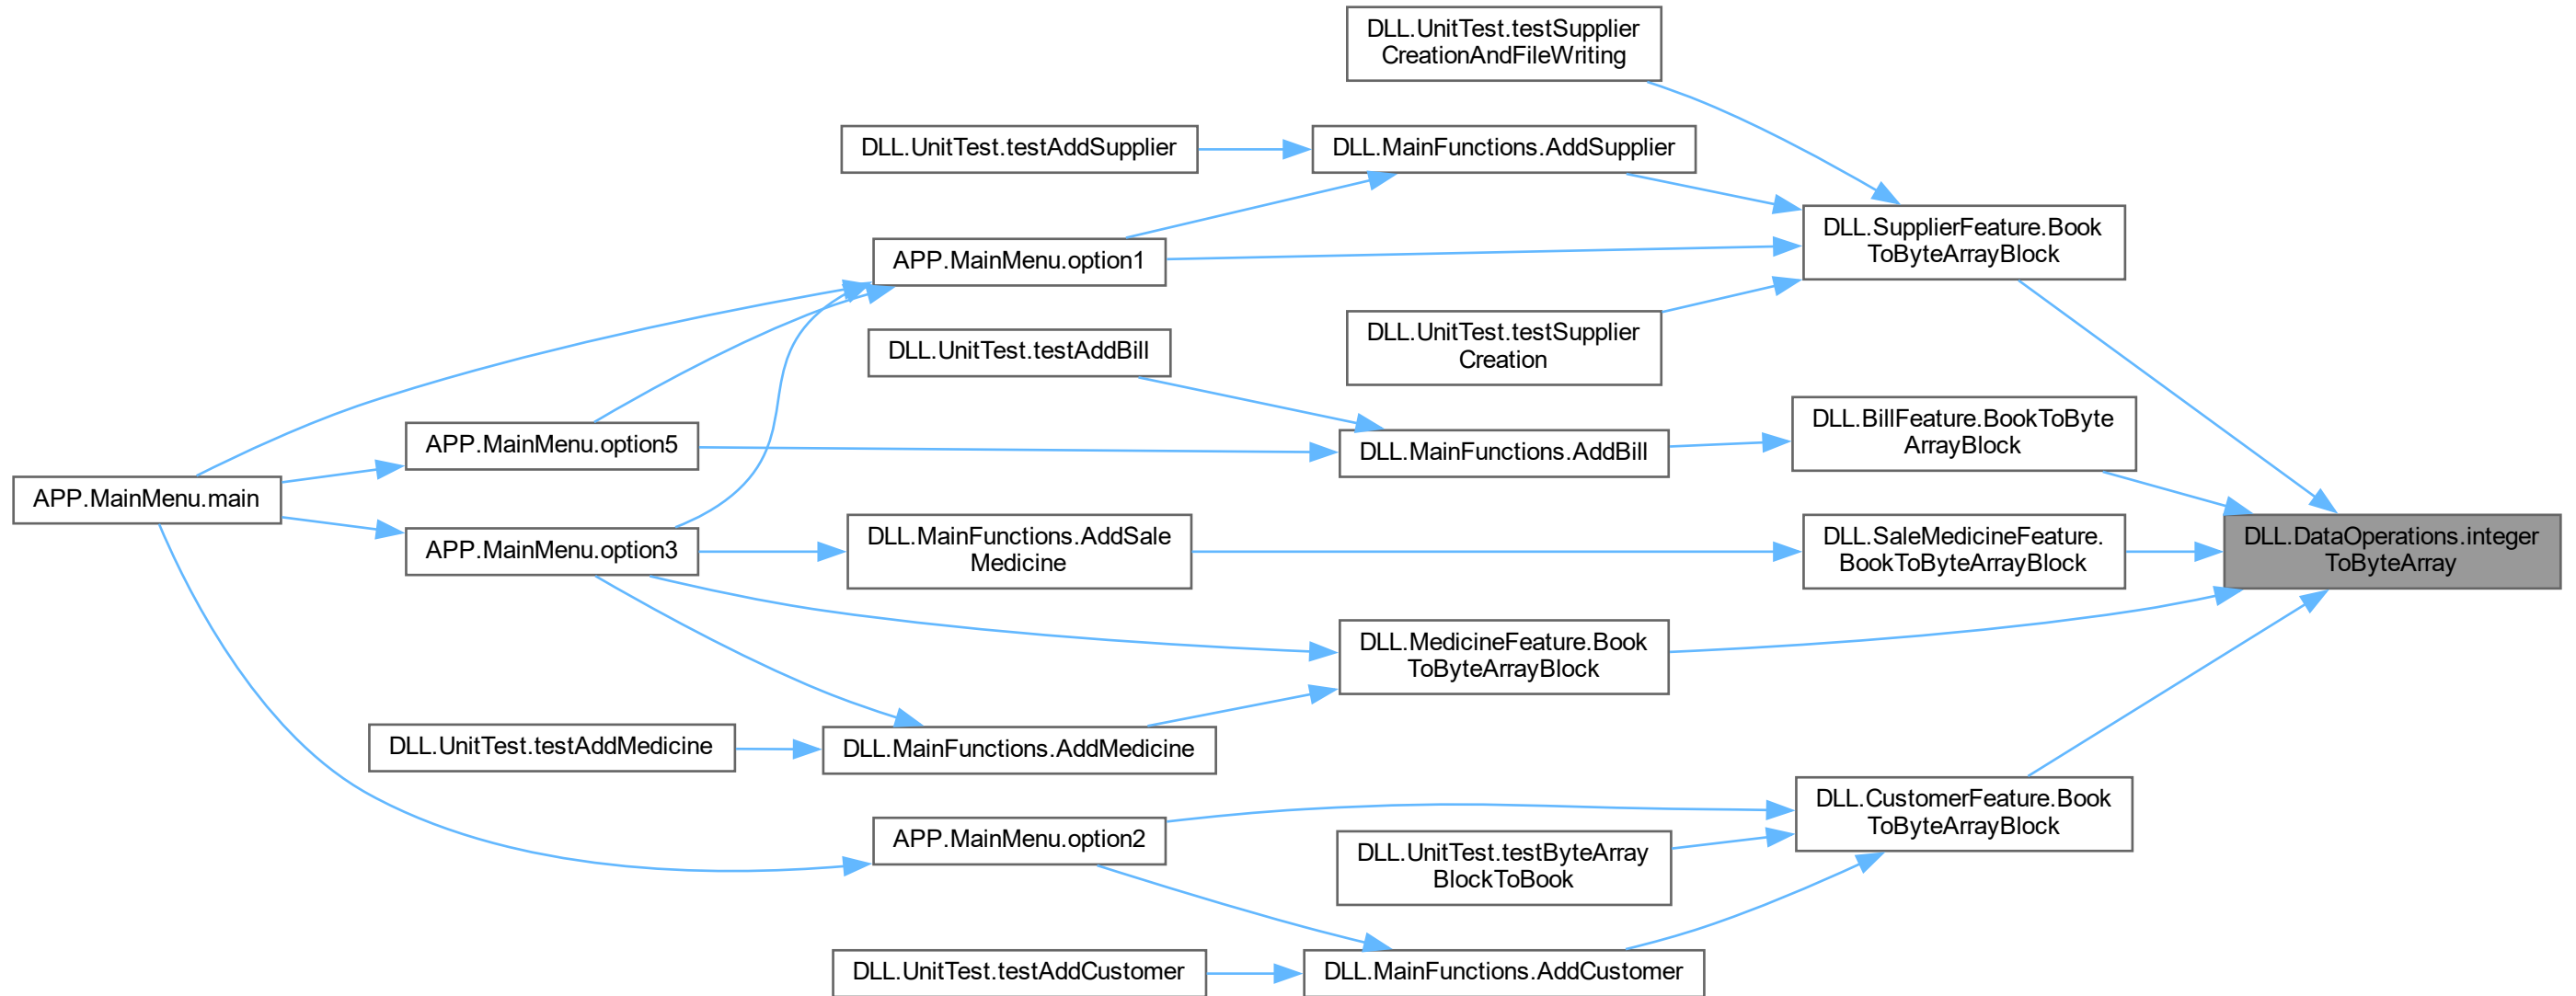 DLL.UnitTest.testSupplier
CreationAndFileWriting
DLL.UnitTest.testAddSupplier
DLL.MainFunctions.AddSupplier
DLL.SupplierFeature.Book
ToByteArrayBlock
APP.MainMenu.option1
DLL.UnitTest.testSupplier
Creation
DLL.UnitTest.testAddBill
DLL.BillFeature.BookToByte
ArrayBlock
APP.MainMenu.option5
DLL.MainFunctions.AddBill
APP.MainMenu.main
APP.MainMenu.option3
DLL.MainFunctions.AddSale
Medicine
DLL.SaleMedicineFeature.
BookToByteArrayBlock
DLL.DataOperations.integer
ToByteArray
DLL.MedicineFeature.Book
ToByteArrayBlock
DLL.UnitTest.testAddMedicine
DLL.MainFunctions.AddMedicine
DLL.CustomerFeature.Book
ToByteArrayBlock
APP.MainMenu.option2
DLL.UnitTest.testByteArray
BlockToBook
DLL.UnitTest.testAddCustomer
DLL.MainFunctions.AddCustomer